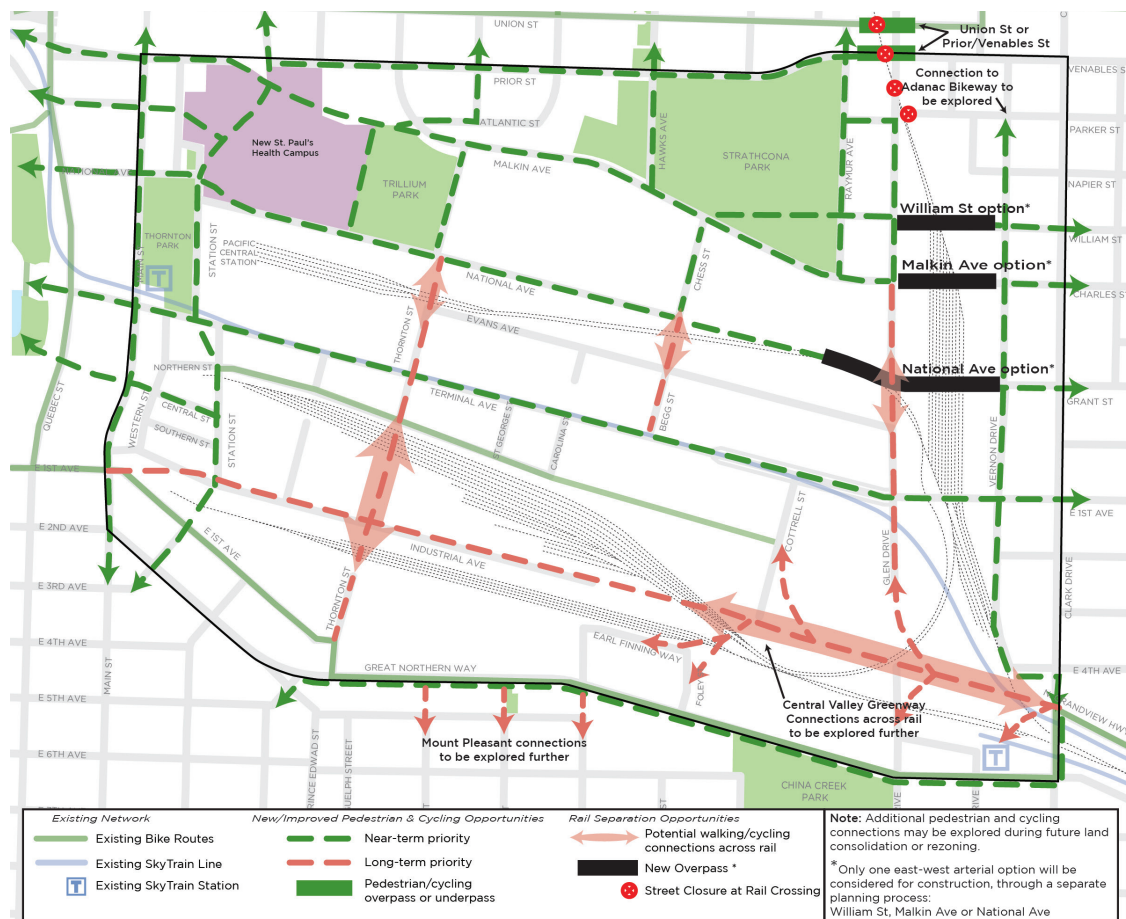 UNION ST
Union St or
Prior/Venables St
VENABLES S
Connection to
Adanac Bikeway to
be explored
PRIOR ST
ATLANTIC ST
PARKER ST
New St. Paul's
Health Campus
MALKIN AVE
HAWKS AVE
STRATHCONA
PARK
RAYMUR AVE
TRILLIUM
PARK
NAPIER ST
THORNTON
PARK
MAIN ST
STATION ST
PACIFIC
CENTRAL
STATION
William St option*
WILLIAM ST
CHESS ST
Malkin Ave option*
CHARLES ST
NATIONAL AVE
EVANS AVE
THORNTON ST
National Ave option*
GRANT ST
NORTHERN ST
TERMINAL AVE
QUEBEC ST
WESTERN ST
CENTRAL ST
SOUTHERN ST
STATION ST
ST GEORGE ST
CAROLINA ST
BEGG ST
VERNON DRIVE
E 1ST AVE
E 1ST AVE
E 2ND AVE
E 1ST AVE
INDUSTRIAL AVE
COTTRELL ST
GLEN DRIVE
CLARK DRIVE
E 3RD AVE
THORNTON ST
E 4TH AVE
EARL FINNING WAY
FOLEY
GREAT NORTHERN WAY
E 4TH AVE
MAIN ST
E 5TH AVE
Central Valley Greenway
Connections across rail
to be explored further
RANDVIEW HWY
E 6TH AVE
RINCE EDWAD ST
UELPH STREET
Mount Pleasant connections
to be explored further
T
T
CHINA CREEK
PARK
Existing Network
Existing Bike Routes
Existing SkyTrain Line
T Existing SkyTrain Station
New/Improved Pedestrian & Cycling Opportunities
Near-term priority
Long-term priority
Pedestrian/cycling
overpass or underpass
Rail Separation Opportunities
Potential walking/cycling
connections across rail
New Overpass *
Street Closure at Rail Crossing
Note: Additional pedestrian and cycling
connections may be explored during future land
consolidation or rezoning.
*Only one east-west arterial option will be
considered for construction, through a separate
planning process:
William St, Malkin Ave or National Ave